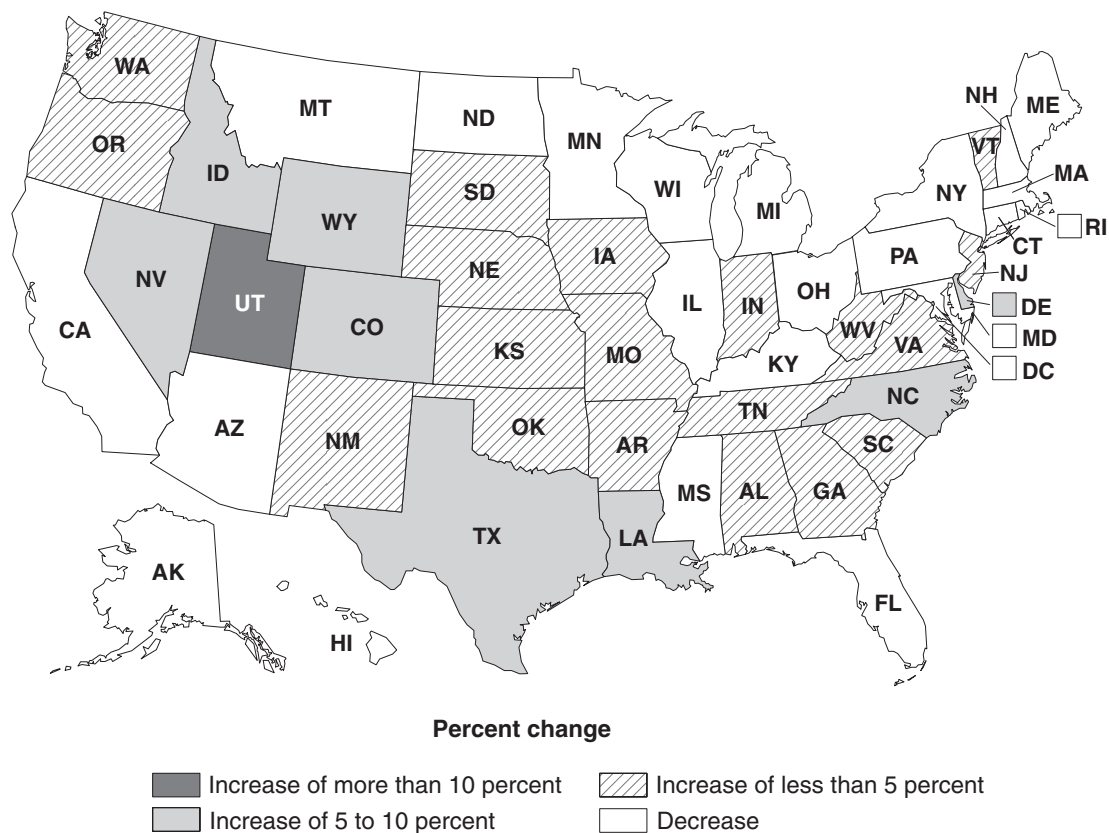 WA
MT
ND
MN
NH
ME
OR
VT
ID
SD
WI
NY
MA
WY
MI
RI
CT
NV
NE
IA
PA
NJ
UT
IL
IN
OH
DE
CA
CO
WV
MD
KS
MO
KY
VA
DC
AZ
NM
OK
TN
NC
AR
SC
MS
AL
GA
TX
LA
AK
HI
FL
Percent change
Increase of more than 10 percent
Increase of less than 5 percent
Increase of 5 to 10 percent
Decrease